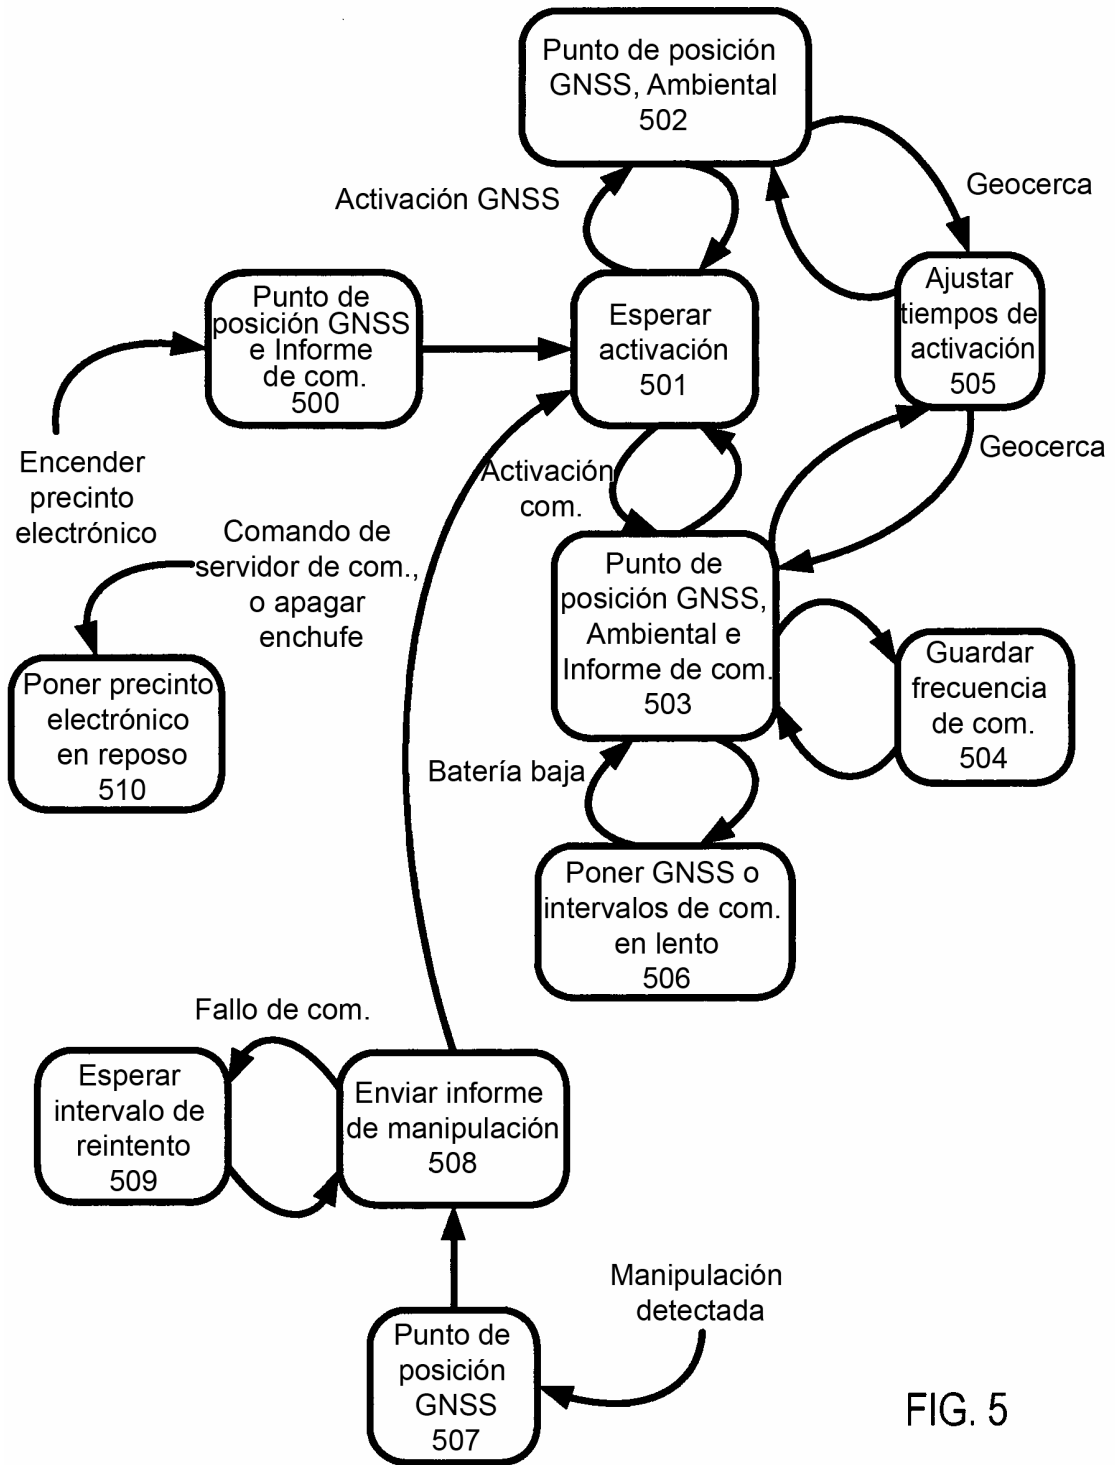 Punto de posición
GNSS, Ambiental
502
Activación GNSS
Geocerca
Punto de
posición GNSS
e Informe
de com.
500
Esperar
activación
501
Ajustar
tiempos de
activación
505
Encender
precinto
electrónico
Activación
com.
Geocerca
Comando de
servidor de com.,
o apagar
enchufe
Punto de
posición GNSS,
Ambiental e
Informe de com.
503
Guardar
frecuencia
de com.
504
Poner precinto
electrónico
en reposo
510
Batería baja
Poner GNSS o
intervalos de com.
en lento
506
Fallo de com.
Esperar
intervalo de
reintento
509
Enviar informe
de manipulación
508
Manipulación
detectada
Punto de
posición
GNSS
507
FIG. 5